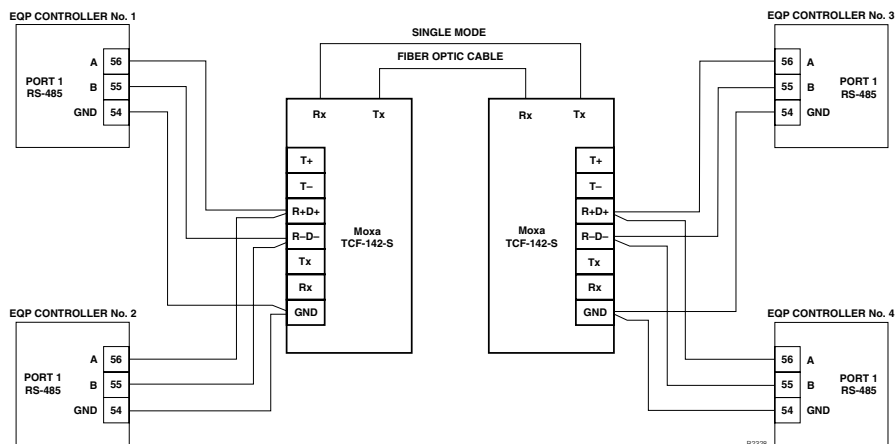 EQP CONTROLLER No. 1
A 56
B 55
GND 54
PORT 1
RS-485
EQP CONTROLLER No. 2
A 56
B 55
GND 54
PORT 1
RS-485
SINGLE MODE
FIBER OPTIC CABLE
Rx Tx
T+
T–
R+D+
R–D–
Tx
Rx
GND
Moxa
TCF-142-S
Rx Tx
T+
T–
R+D+
R–D–
Tx
Rx
GND
Moxa
TCF-142-S
EQP CONTROLLER No. 3
56 A
55 B
54 GND
PORT 1
RS-485
EQP CONTROLLER No. 4
56 A
55 B
54 GND
PORT 1
RS-485